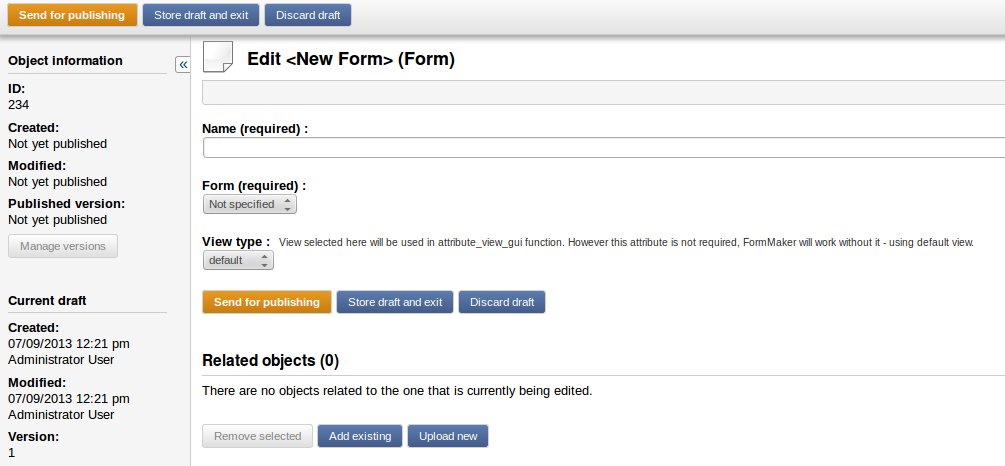 Send for publishing Store draft and exit Discard draft
Object information
«
ID:
234
Created:
Not yet published
Modified:
Not yet published
Published version:
Not yet published
Manage versions
Current draft
Created:
07/09/2013 12:21 pm
Administrator User
Modified:
07/09/2013 12:21 pm
Administrator User
Version:
1
Edit <New Form> (Form)
Name (required) :
Form (required) :
Not specified
View type : View selected here will be used in attribute_view_gui function. However this attribute is not required, FormMaker will work without it - using default view.
default
Send for publishing Store draft and exit Discard draft
Related objects (0)
There are no objects related to the one that is currently being edited.
Remove selected Add existing Upload new